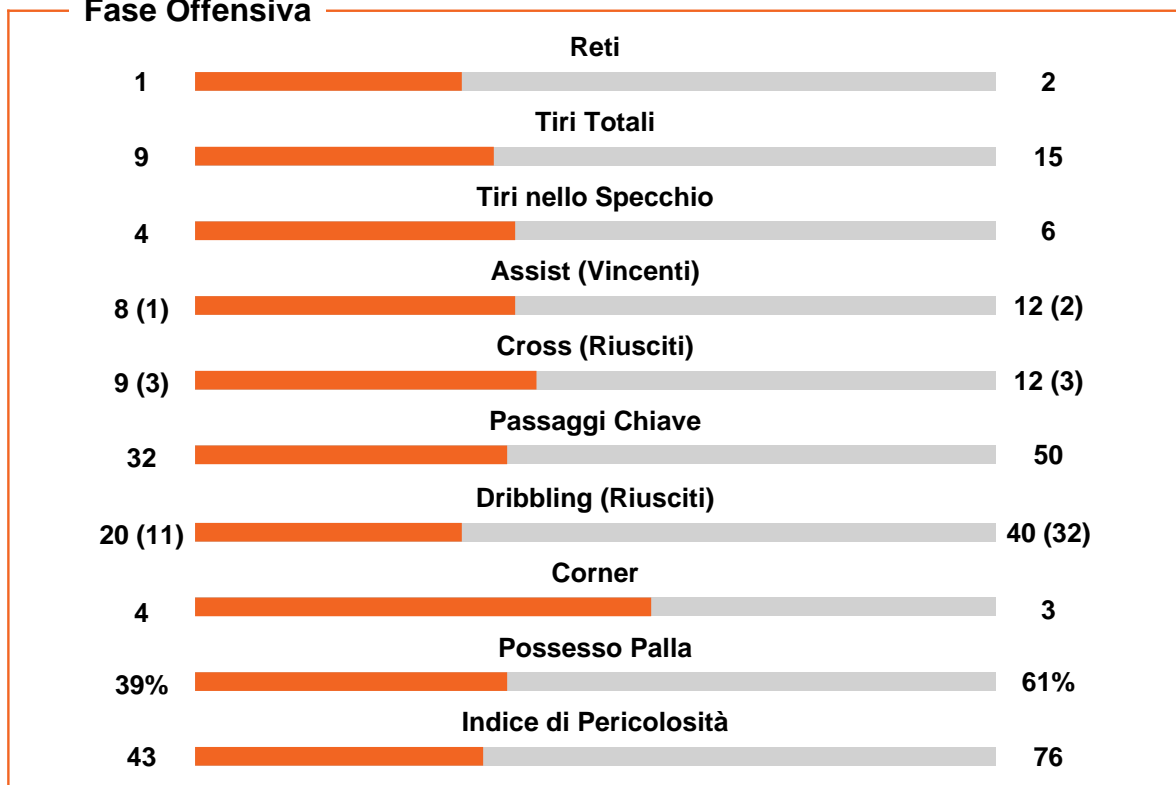 Fase Offensiva
Reti
1 2
Tiri Totali
9 15
Tiri nello Specchio
4 6
Assist (Vincenti)
8 (1) 12 (2)
Cross (Riusciti)
9 (3) 12 (3)
Passaggi Chiave
32 50
Dribbling (Riusciti)
20 (11) 40 (32)
Corner
4 3
Possesso Palla
39% 61%
Indice di Pericolosità
43 76